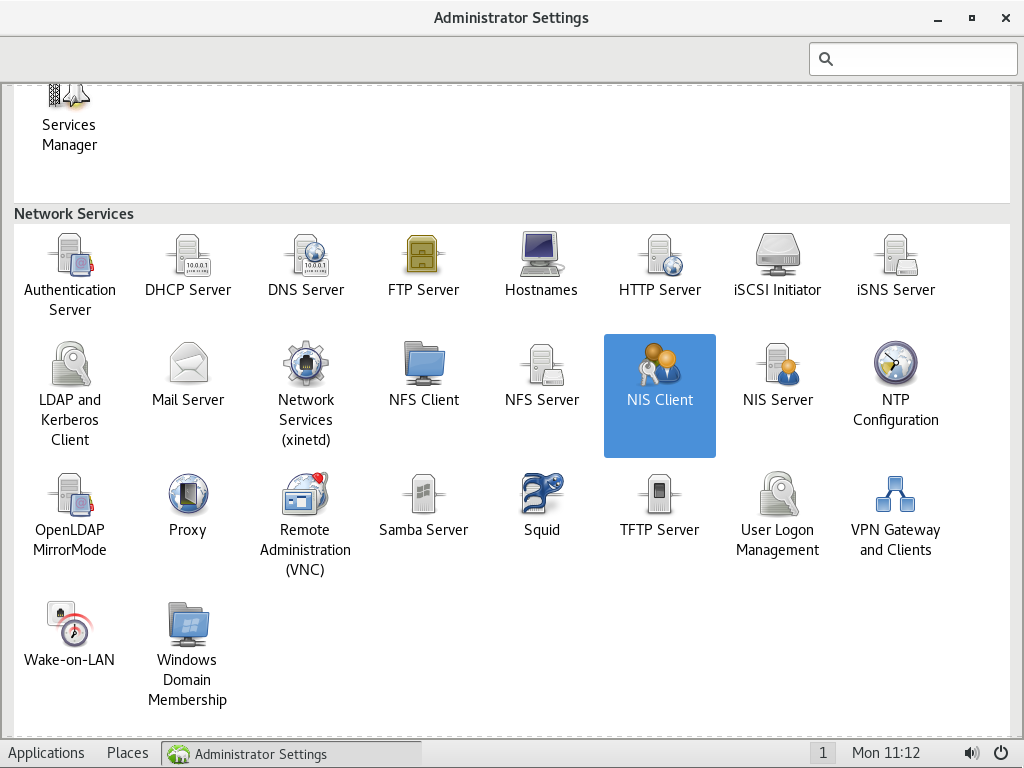 Administrator Settings
Services
Manager
Network Services
Authentication
Server
DHCP Server
DNS Server
FTP Server
Hostnames
HTTP Server
iSCSI Initiator
iSNS Server
LDAP and
Kerberos
Client
Mail Server
Network
Services
(xinetd)
NFS Client
NFS Server
NIS Client
NIS Server
NTP
Configuration
OpenLDAP
MirrorMode
Proxy
Remote
Administration
(VNC)
Samba Server
Squid
TFTP Server
User Logon
Management
VPN Gateway
and Clients
Wake-on-LAN
Windows
Domain
Membership
Applications Places Administrator Settings 1 Mon 11:12